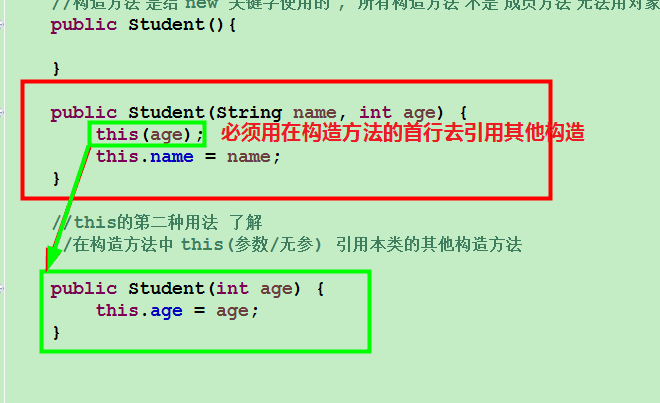 //构造方法 是给 new 关键字使用的 , 所有构造方法 不是 成员方法 无法用对象
public Student(){
}
public Student(String name, int age) {
this(age); 必须用在构造方法的首行去引用其他构造
this.name = name;
}
//this的第二种用法 了解
//在构造方法中 this(参数/无参) 引用本类的其他构造方法
public Student(int age) {
this.age = age;
}